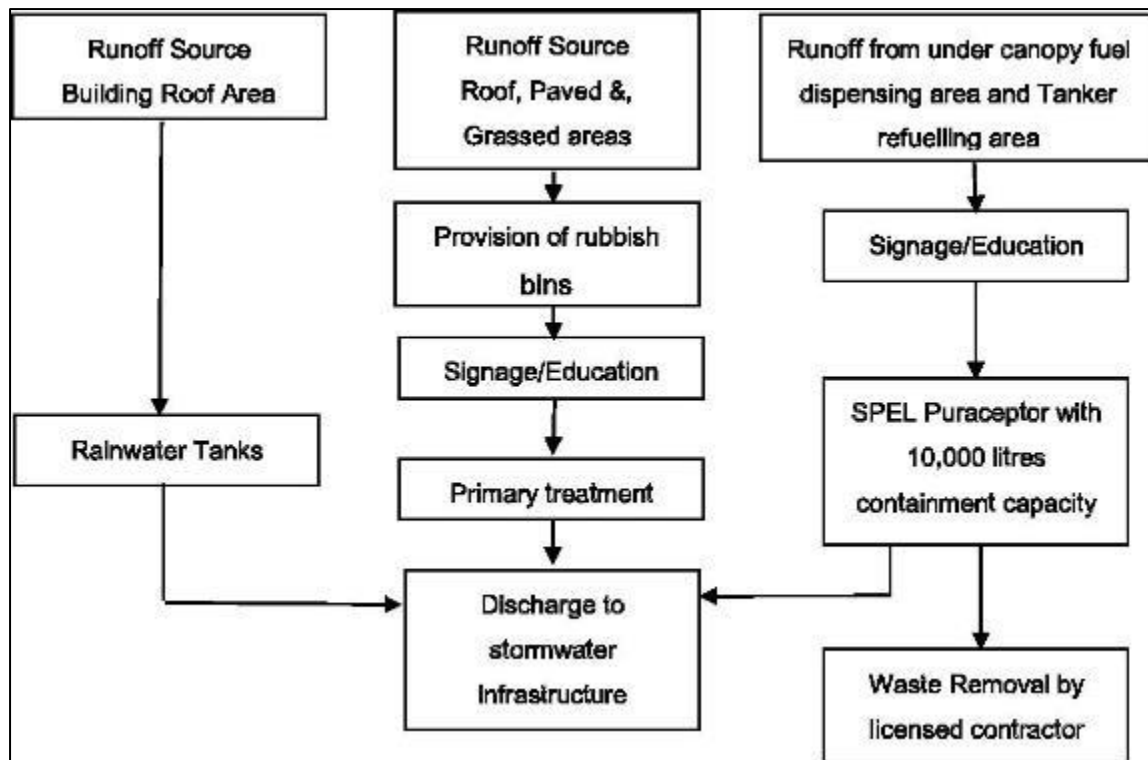 Runoff Source
Building Roof Area
Rainwater Tanks
Runoff Source
Roof, Paved &,
Grassed areas
Provision of rubbish
bins
Signage/Education
Primary treatment
Discharge to
stormwater
Infrastructure
Runoff from under canopy fuel
dispensing area and Tanker
refuelling area
Signage/Education
SPEL Puraceptor with
10,000 litres
containment capacity
Waste Removal by
licensed contractor